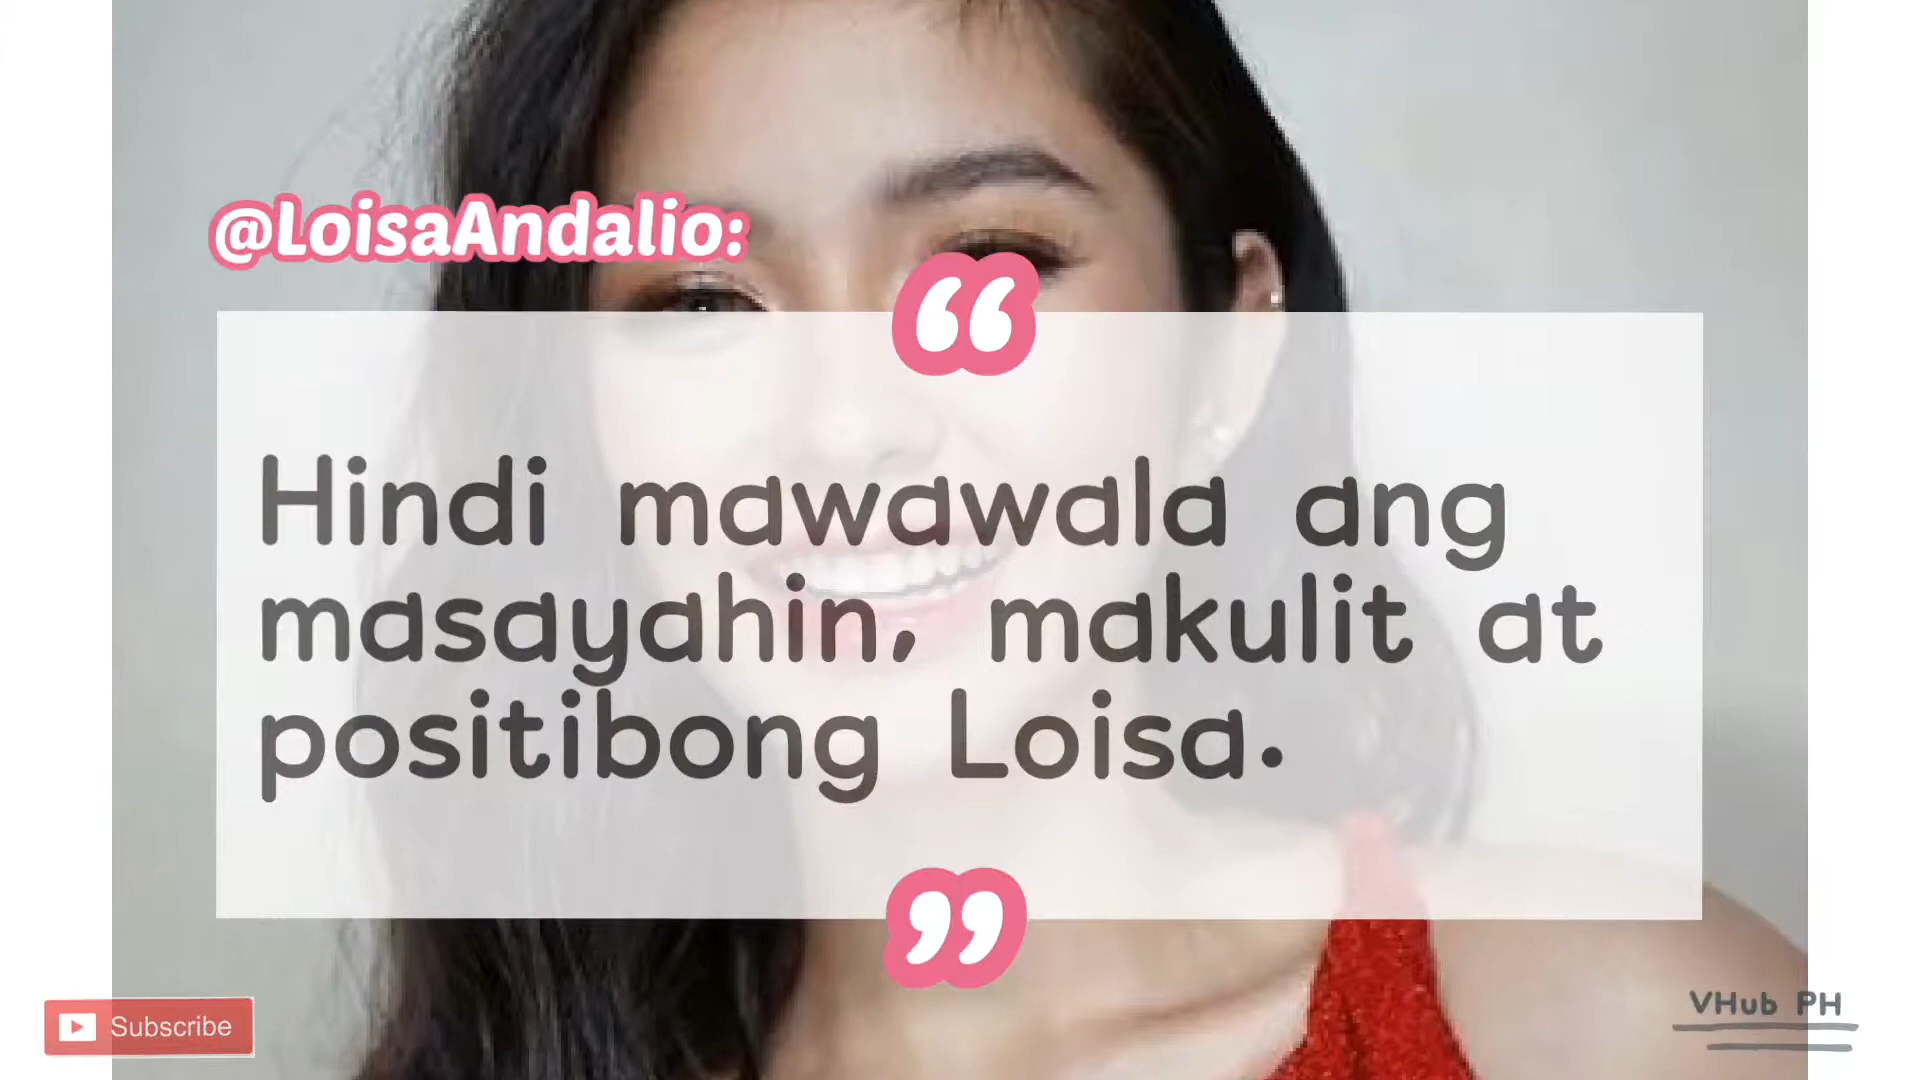 @LoisaAndalio:
“
Hindi mawawala ang
masayahin, makulit at
positibong Loisa.
”
Subscribe
VHub PH